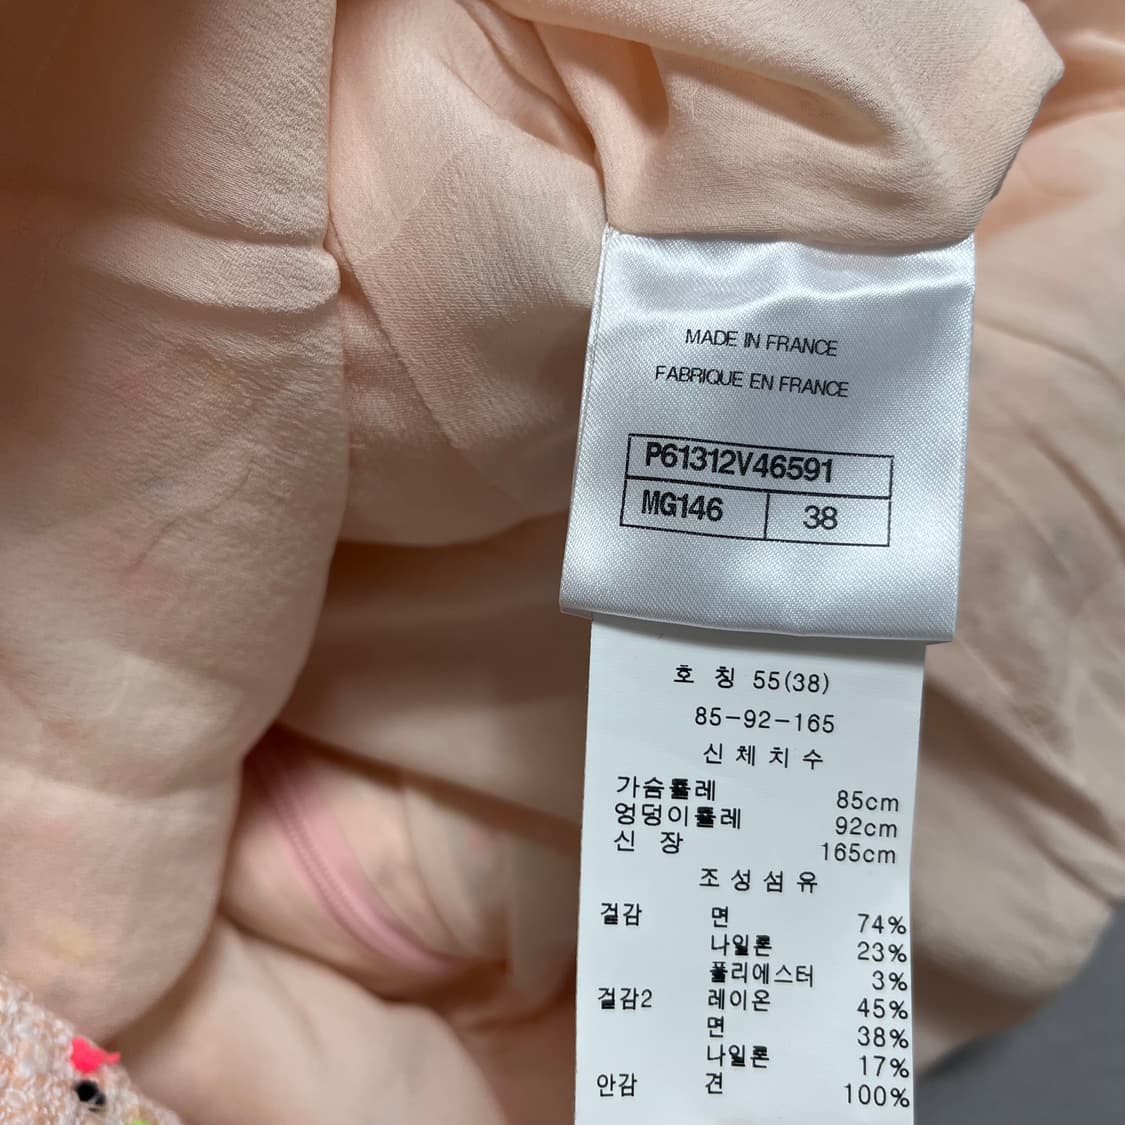 MADE IN FRANCE
FABRIQUE EN FRANCE
P61312V46591
MG146 38
호 칭 55(38)
85-92-165
신 체 치 수
가슴둘레 85cm
엉덩이둘레 92cm
신 장 165cm
조 성 섬 유
겉감 면 74%
나일론 23%
폴리에스터 3%
겉감2 레이온 45%
면 38%
나일론 17%
안감 견 100%